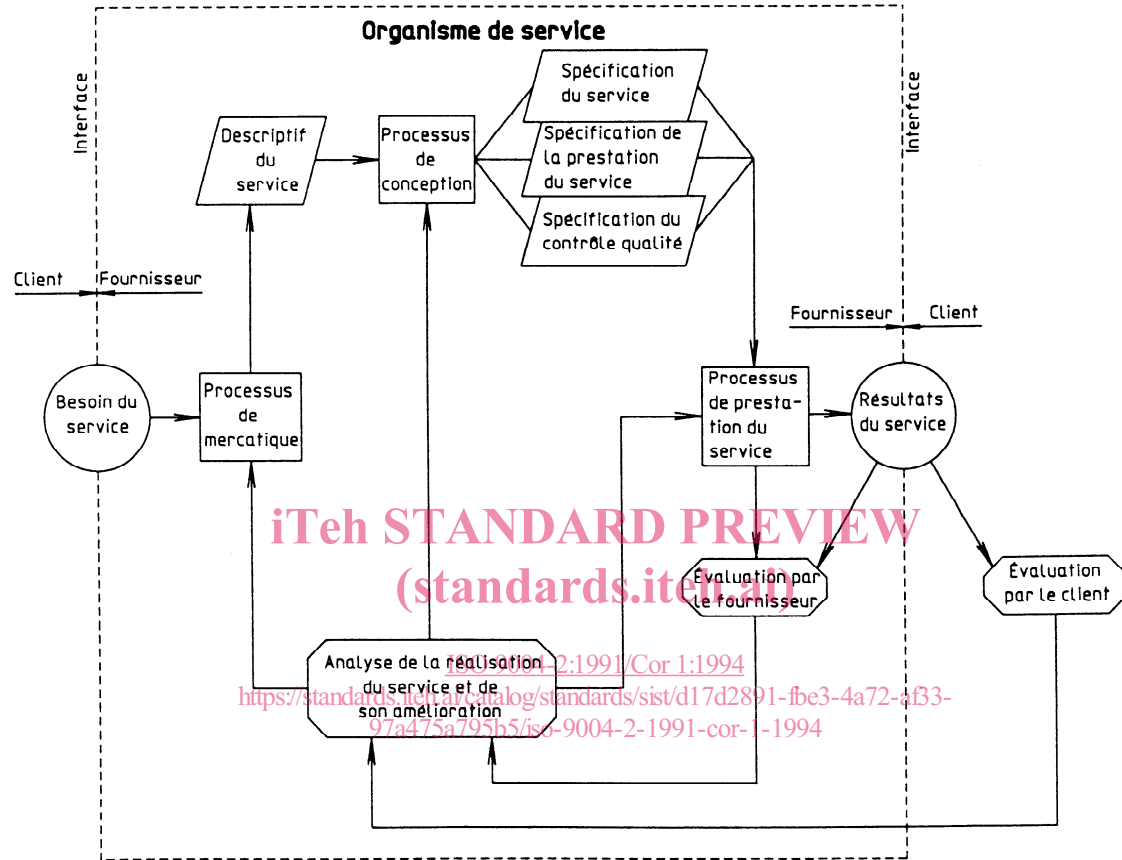 Organisme de service
Interface
Interface
Spécification
du service
Descriptif
du
service
Processus
de
conception
Spécification de
la prestation
du service
Spécification du
contrôle qualité
Client
Fournisseur
Fournisseur
Client
Besoin du
service
Processus
de
mercatique
Processus
de presta-
tion du
service
Résultats
du service
iTeh STANDARD PREVIEW
(standards.iteh.ai)
Évaluation par
le fournisseur
Évaluation
par le client
Analyse de la réalisation
du service et de
son amélioration
ISO 9004-2:1991/Cor 1:1994
https://standards.iteh.ai/catalog/standards/sist/d17d2891-fbe3-4a72-af33-
97a475a795b5/iso-9004-2-1991-cor-1-1994